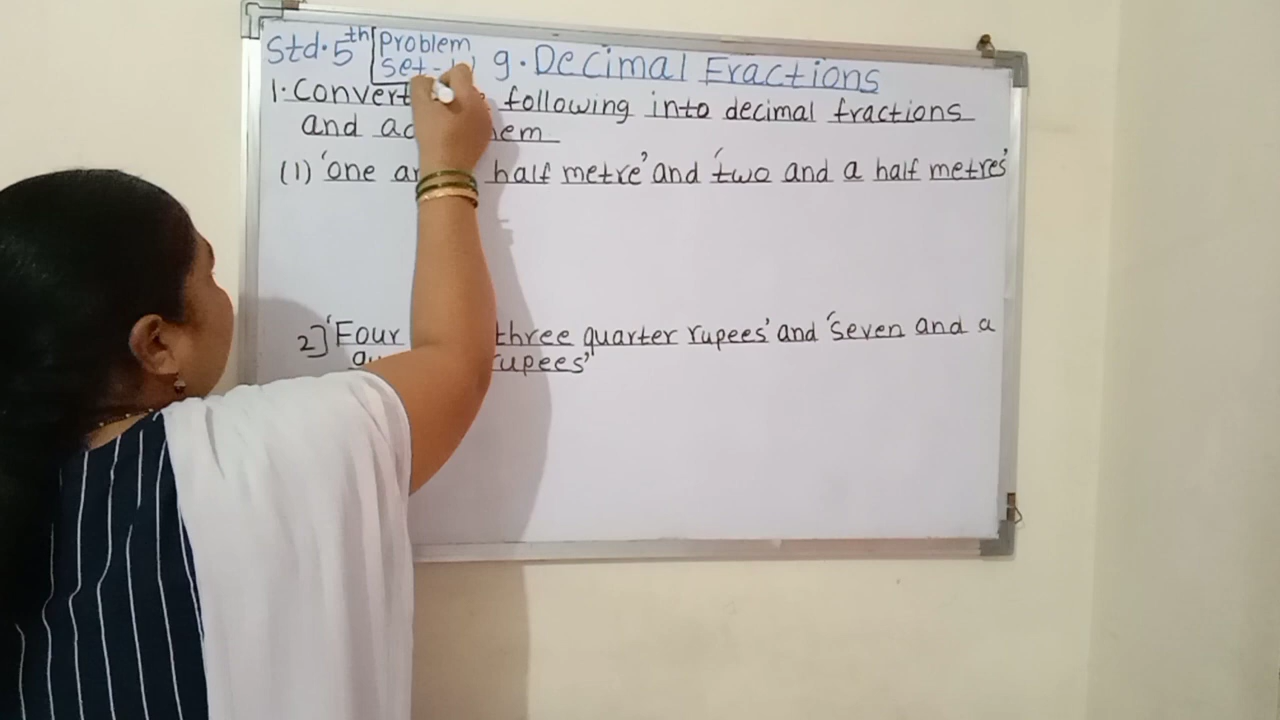 Std. 5th Problem
Set - 9. Decimal Fractions
1. Convert following into decimal fractions
and
(1) 'one half metre' and 'two and a half metres'
2] 'Four three quarter rupees' and 'seven and a
rupees'